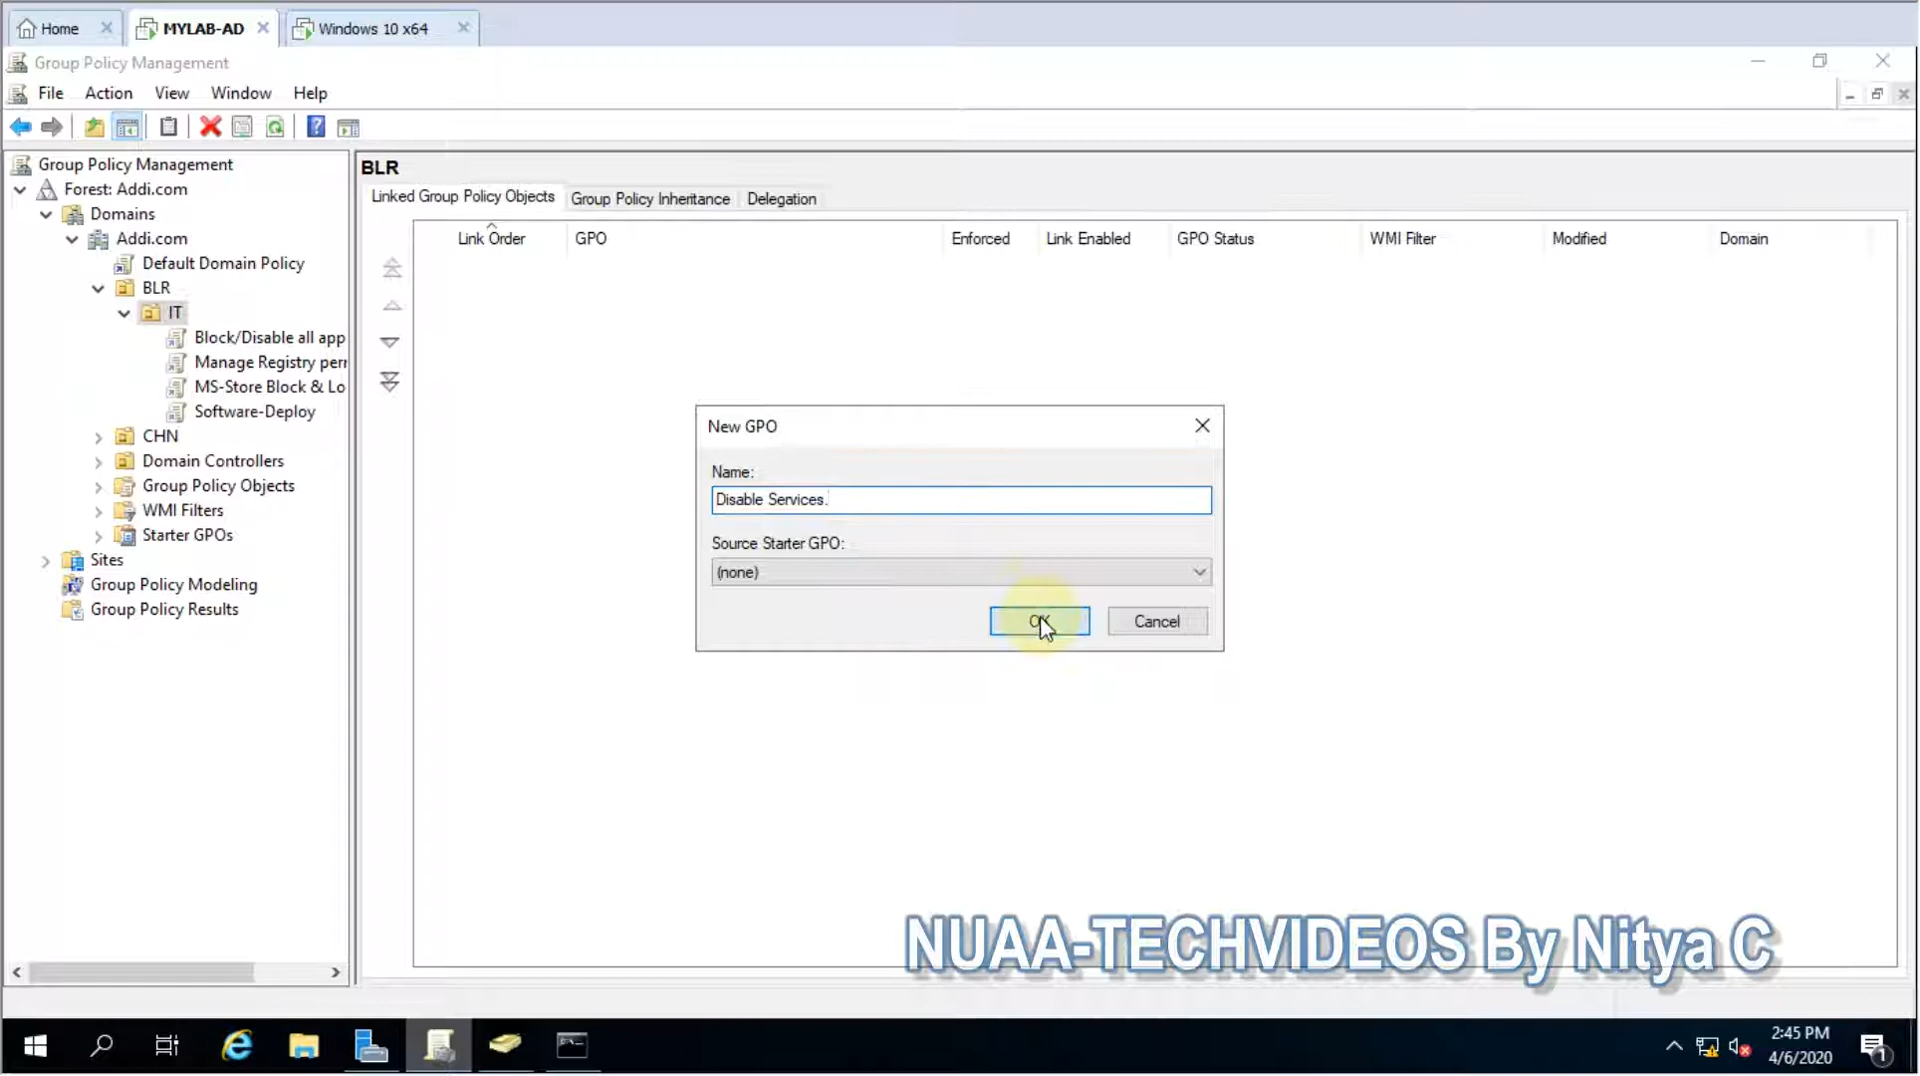 Home
MYLAB-AD
Windows 10 x64
Group Policy Management
File Action View Window Help
Group Policy Management
Forest: Addi.com
Domains
Addi.com
Default Domain Policy
BLR
IT
Block/Disable all app
Manage Registry per
MS-Store Block & Lo
Software-Deploy
CHN
Domain Controllers
Group Policy Objects
WMI Filters
Starter GPOs
Sites
Group Policy Modeling
Group Policy Results
BLR
Linked Group Policy Objects Group Policy Inheritance Delegation
Link Order GPO Enforced Link Enabled GPO Status WMI Filter Modified Domain
New GPO
Name:
Disable Services.
Source Starter GPO:
(none)
OK Cancel
NUAA-TECHVIDEOS By Nitya C
2:45 PM
4/6/2020
1